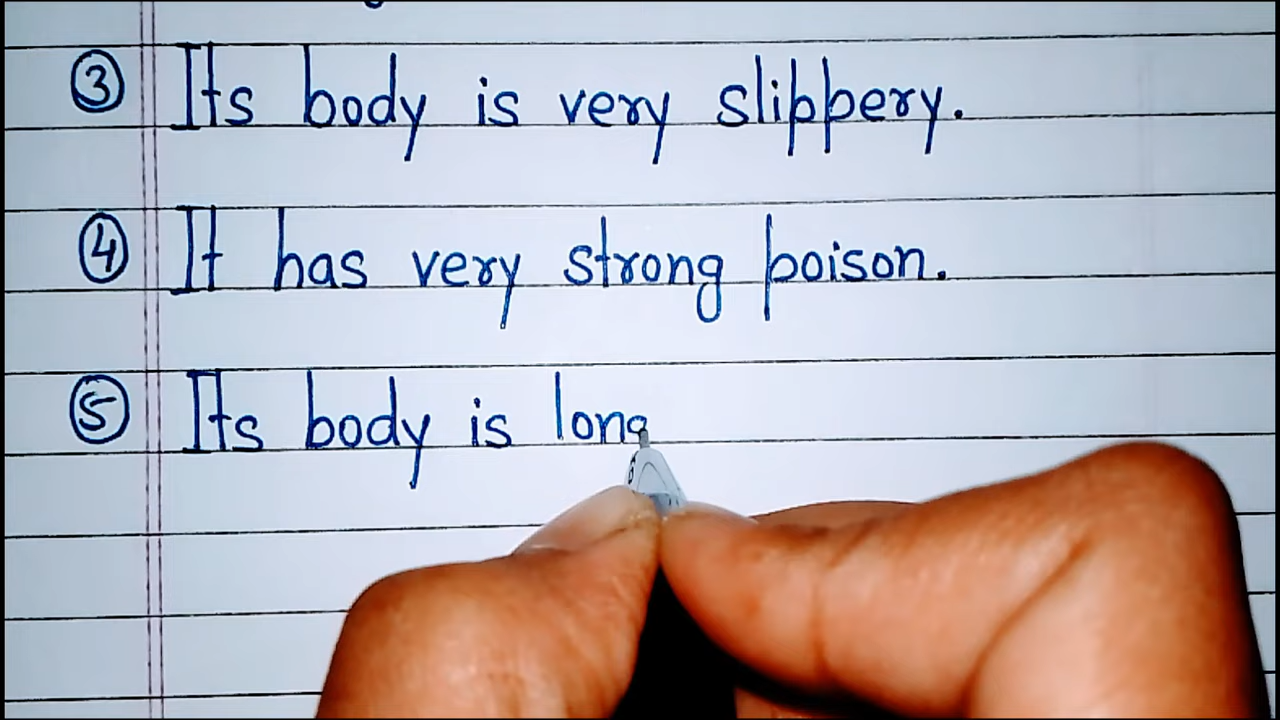 ③ Its body is very slippery.
④ It has very strong poison.
⑤ Its body is long